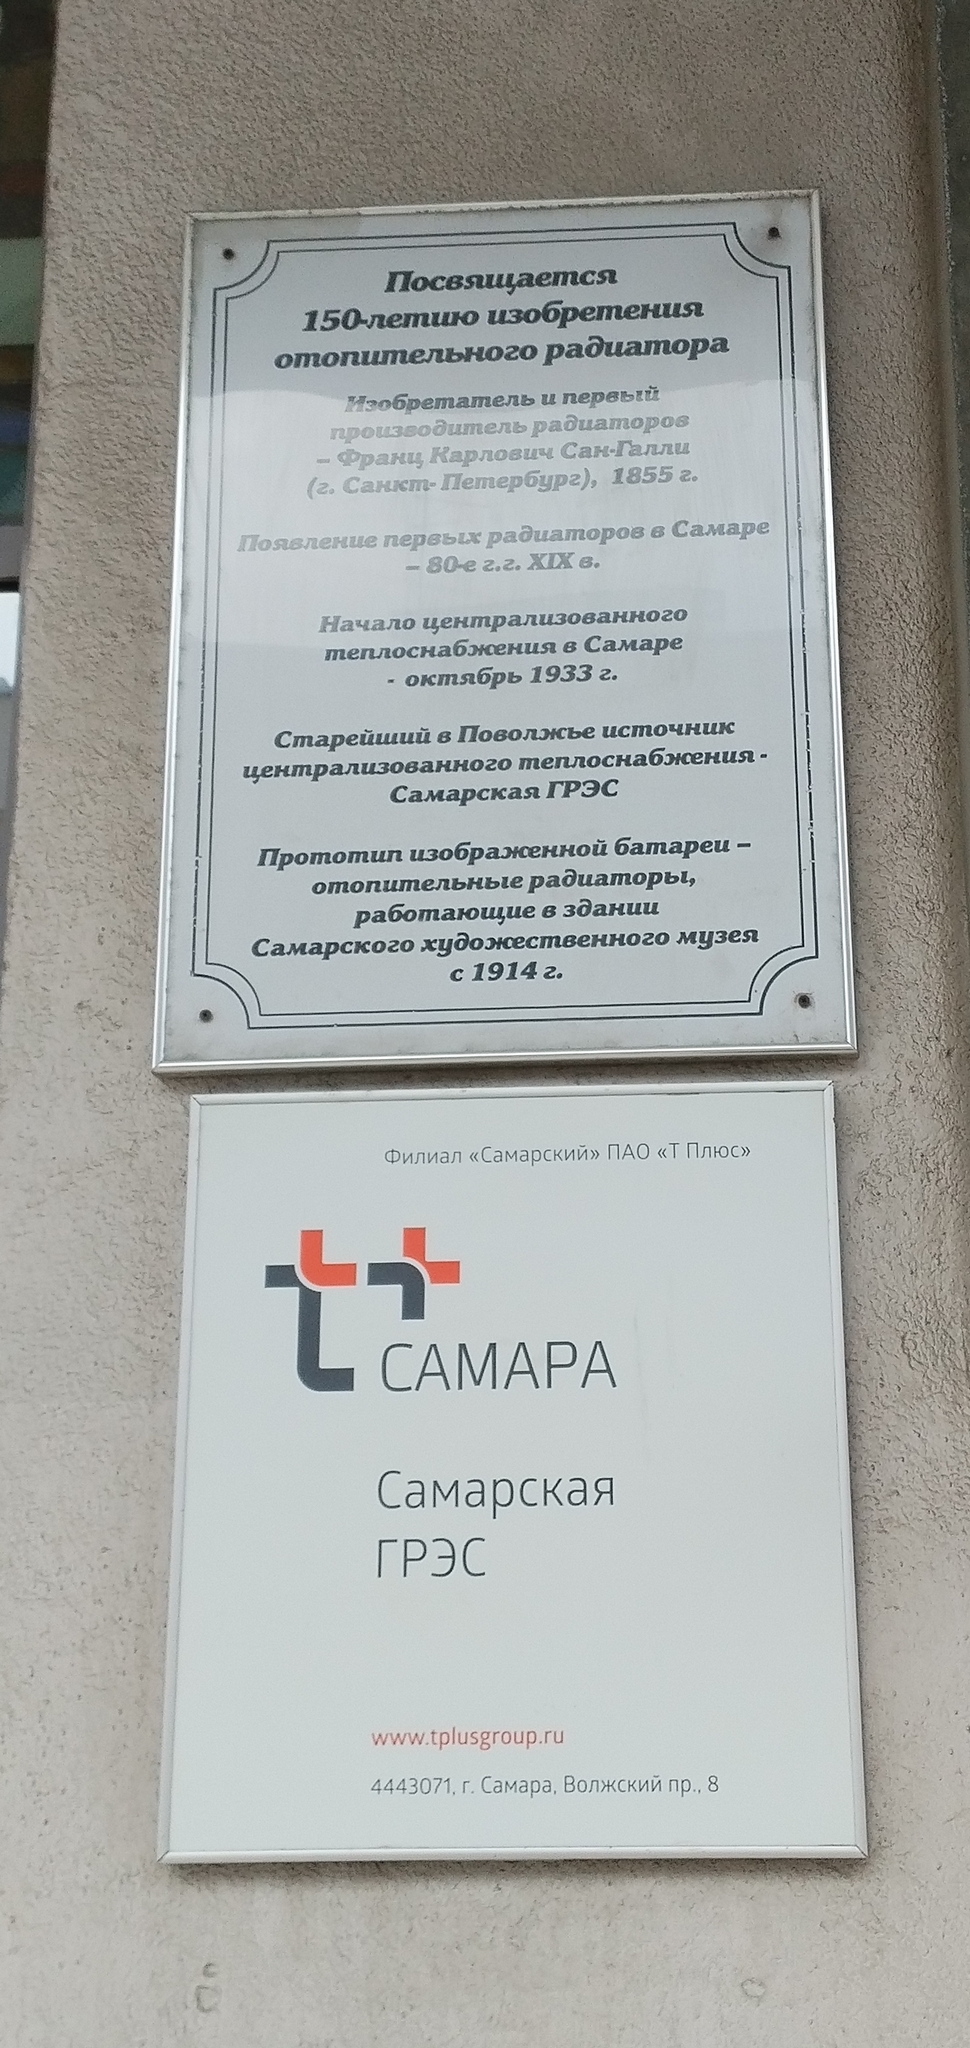 Посвящается
150-летию изобретения
отопительного радиатора
Изобретатель и первый
производитель радиаторов
– Франц Карлович Сан-Галли
(г. Санкт- Петербург), 1855 г.
Появление первых радиаторов в Самаре
– 80-е г.г. XIX в.
Начало централизованного
теплоснабжения в Самаре
- октябрь 1933 г.
Старейший в Поволжье источник
централизованного теплоснабжения -
Самарская ГРЭС
Прототип изображенной батареи –
отопительные радиаторы,
работающие в здании
Самарского художественного музея
с 1914 г.
Филиал «Самарский» ПАО «Т Плюс»
т+
САМАРА
Самарская
ГРЭС
www.tplusgroup.ru
4443071, г. Самара, Волжский пр., 8